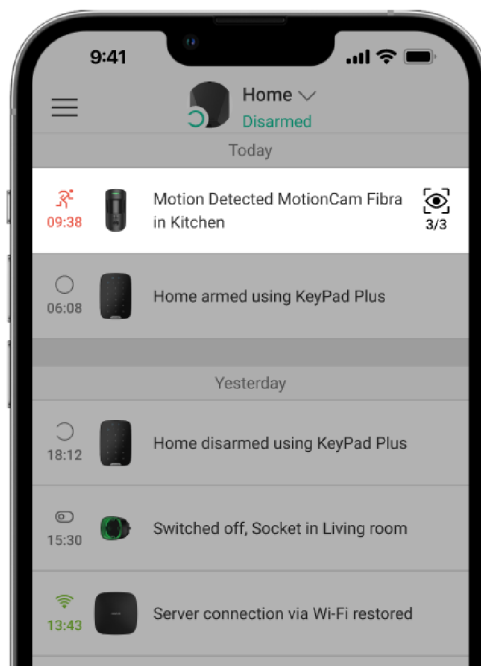 9:41
Home
Disarmed
Today
Motion Detected MotionCam Fibra
in Kitchen
09:38
3/3
Home armed using KeyPad Plus
06:08
Yesterday
Home disarmed using KeyPad Plus
18:12
Switched off, Socket in Living room
15:30
Server connection via Wi-Fi restored
13:43